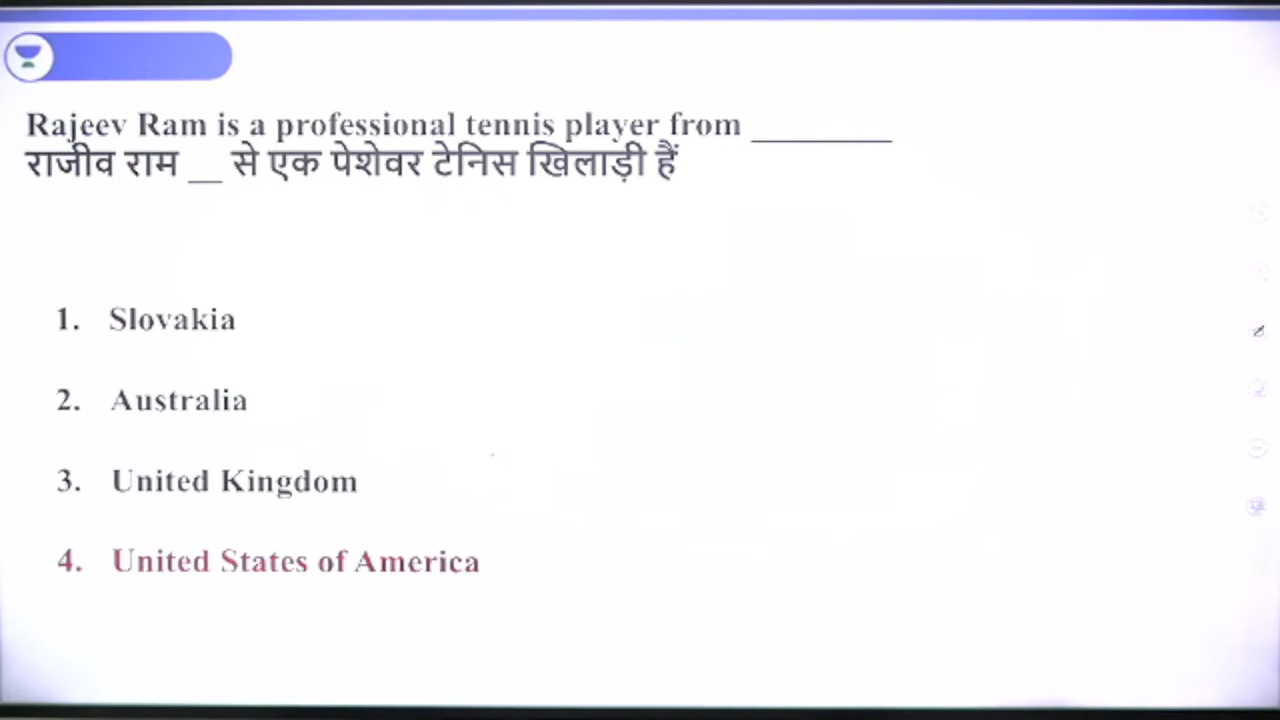 Rajeev Ram is a professional tennis player from ________
राजीव राम __ से एक पेशेवर टेनिस खिलाड़ी हैं
1. Slovakia
2. Australia
3. United Kingdom
4. United States of America